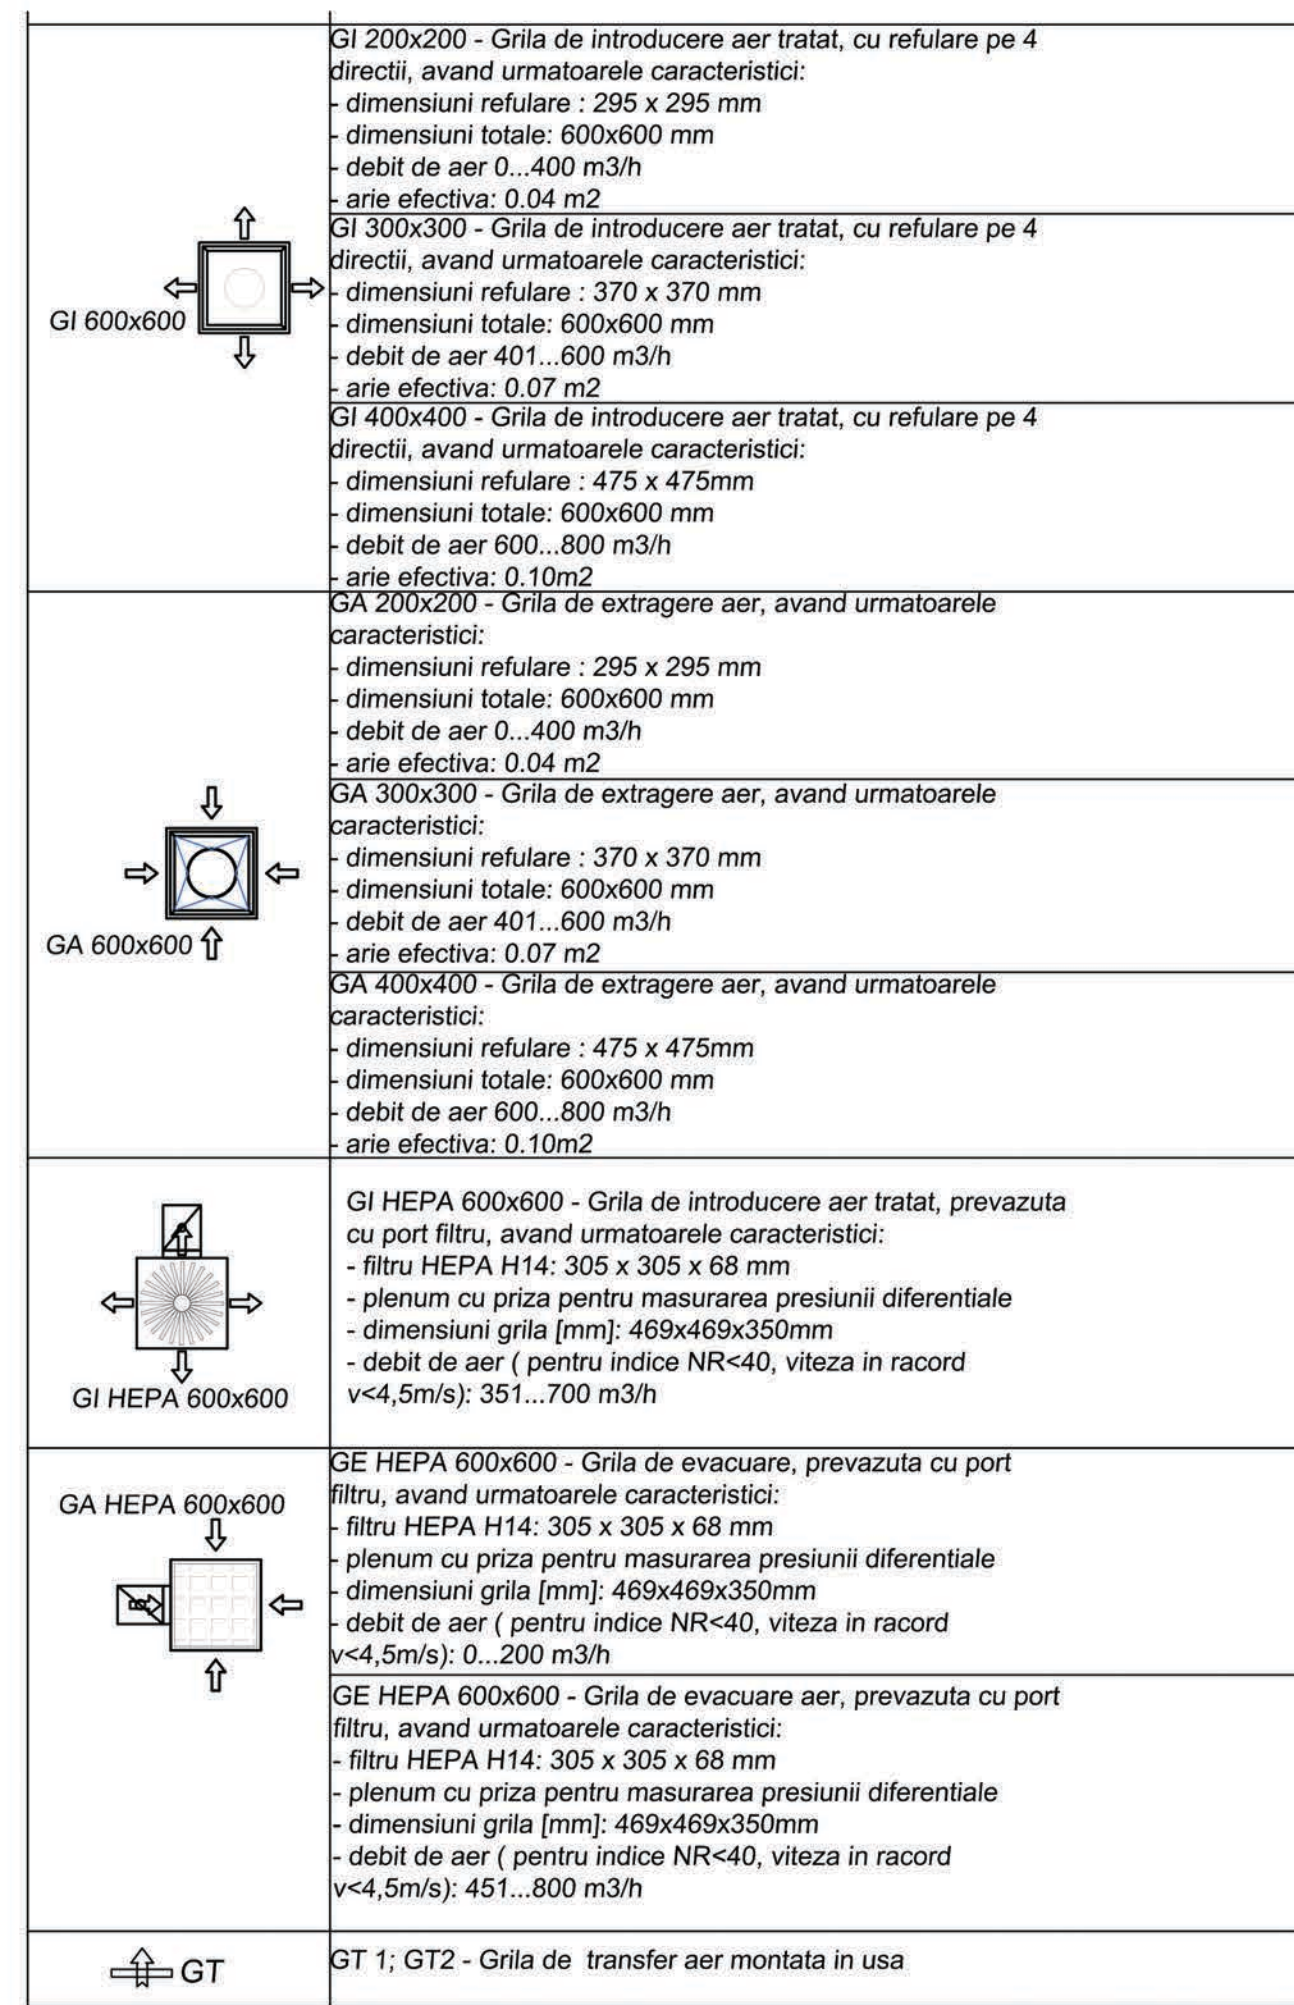 GI 200x200 - Grila de introducere aer tratat, cu refulare pe 4
directii, avand urmatoarele caracteristici:
- dimensiuni refulare : 295 x 295 mm
- dimensiuni totale: 600x600 mm
- debit de aer 0...400 m3/h
- arie efectiva: 0.04 m2
GI 600x600
GI 300x300 - Grila de introducere aer tratat, cu refulare pe 4
directii, avand urmatoarele caracteristici:
- dimensiuni refulare : 370 x 370 mm
- dimensiuni totale: 600x600 mm
- debit de aer 401...600 m3/h
- arie efectiva: 0.07 m2
GI 400x400 - Grila de introducere aer tratat, cu refulare pe 4
directii, avand urmatoarele caracteristici:
- dimensiuni refulare : 475 x 475mm
- dimensiuni totale: 600x600 mm
- debit de aer 600...800 m3/h
- arie efectiva: 0.10m2
GA 200x200 - Grila de extragere aer, avand urmatoarele
caracteristici:
- dimensiuni refulare : 295 x 295 mm
- dimensiuni totale: 600x600 mm
- debit de aer 0...400 m3/h
- arie efectiva: 0.04 m2
GA 600x600
GA 300x300 - Grila de extragere aer, avand urmatoarele
caracteristici:
- dimensiuni refulare : 370 x 370 mm
- dimensiuni totale: 600x600 mm
- debit de aer 401...600 m3/h
- arie efectiva: 0.07 m2
GA 400x400 - Grila de extragere aer, avand urmatoarele
caracteristici:
- dimensiuni refulare : 475 x 475mm
- dimensiuni totale: 600x600 mm
- debit de aer 600...800 m3/h
- arie efectiva: 0.10m2
GI HEPA 600x600
GI HEPA 600x600 - Grila de introducere aer tratat, prevazuta
cu port filtru, avand urmatoarele caracteristici:
- filtru HEPA H14: 305 x 305 x 68 mm
- plenum cu priza pentru masurarea presiunii diferentiale
- dimensiuni grila [mm]: 469x469x350mm
- debit de aer ( pentru indice NR<40, viteza in racord
v<4,5m/s): 351...700 m3/h
GA HEPA 600x600
GE HEPA 600x600 - Grila de evacuare, prevazuta cu port
filtru, avand urmatoarele caracteristici:
- filtru HEPA H14: 305 x 305 x 68 mm
- plenum cu priza pentru masurarea presiunii diferentiale
- dimensiuni grila [mm]: 469x469x350mm
- debit de aer ( pentru indice NR<40, viteza in racord
v<4,5m/s): 0...200 m3/h
GE HEPA 600x600 - Grila de evacuare aer, prevazuta cu port
filtru, avand urmatoarele caracteristici:
- filtru HEPA H14: 305 x 305 x 68 mm
- plenum cu priza pentru masurarea presiunii diferentiale
- dimensiuni grila [mm]: 469x469x350mm
- debit de aer ( pentru indice NR<40, viteza in racord
v<4,5m/s): 451...800 m3/h
GT
GT 1; GT2 - Grila de transfer aer montata in usa